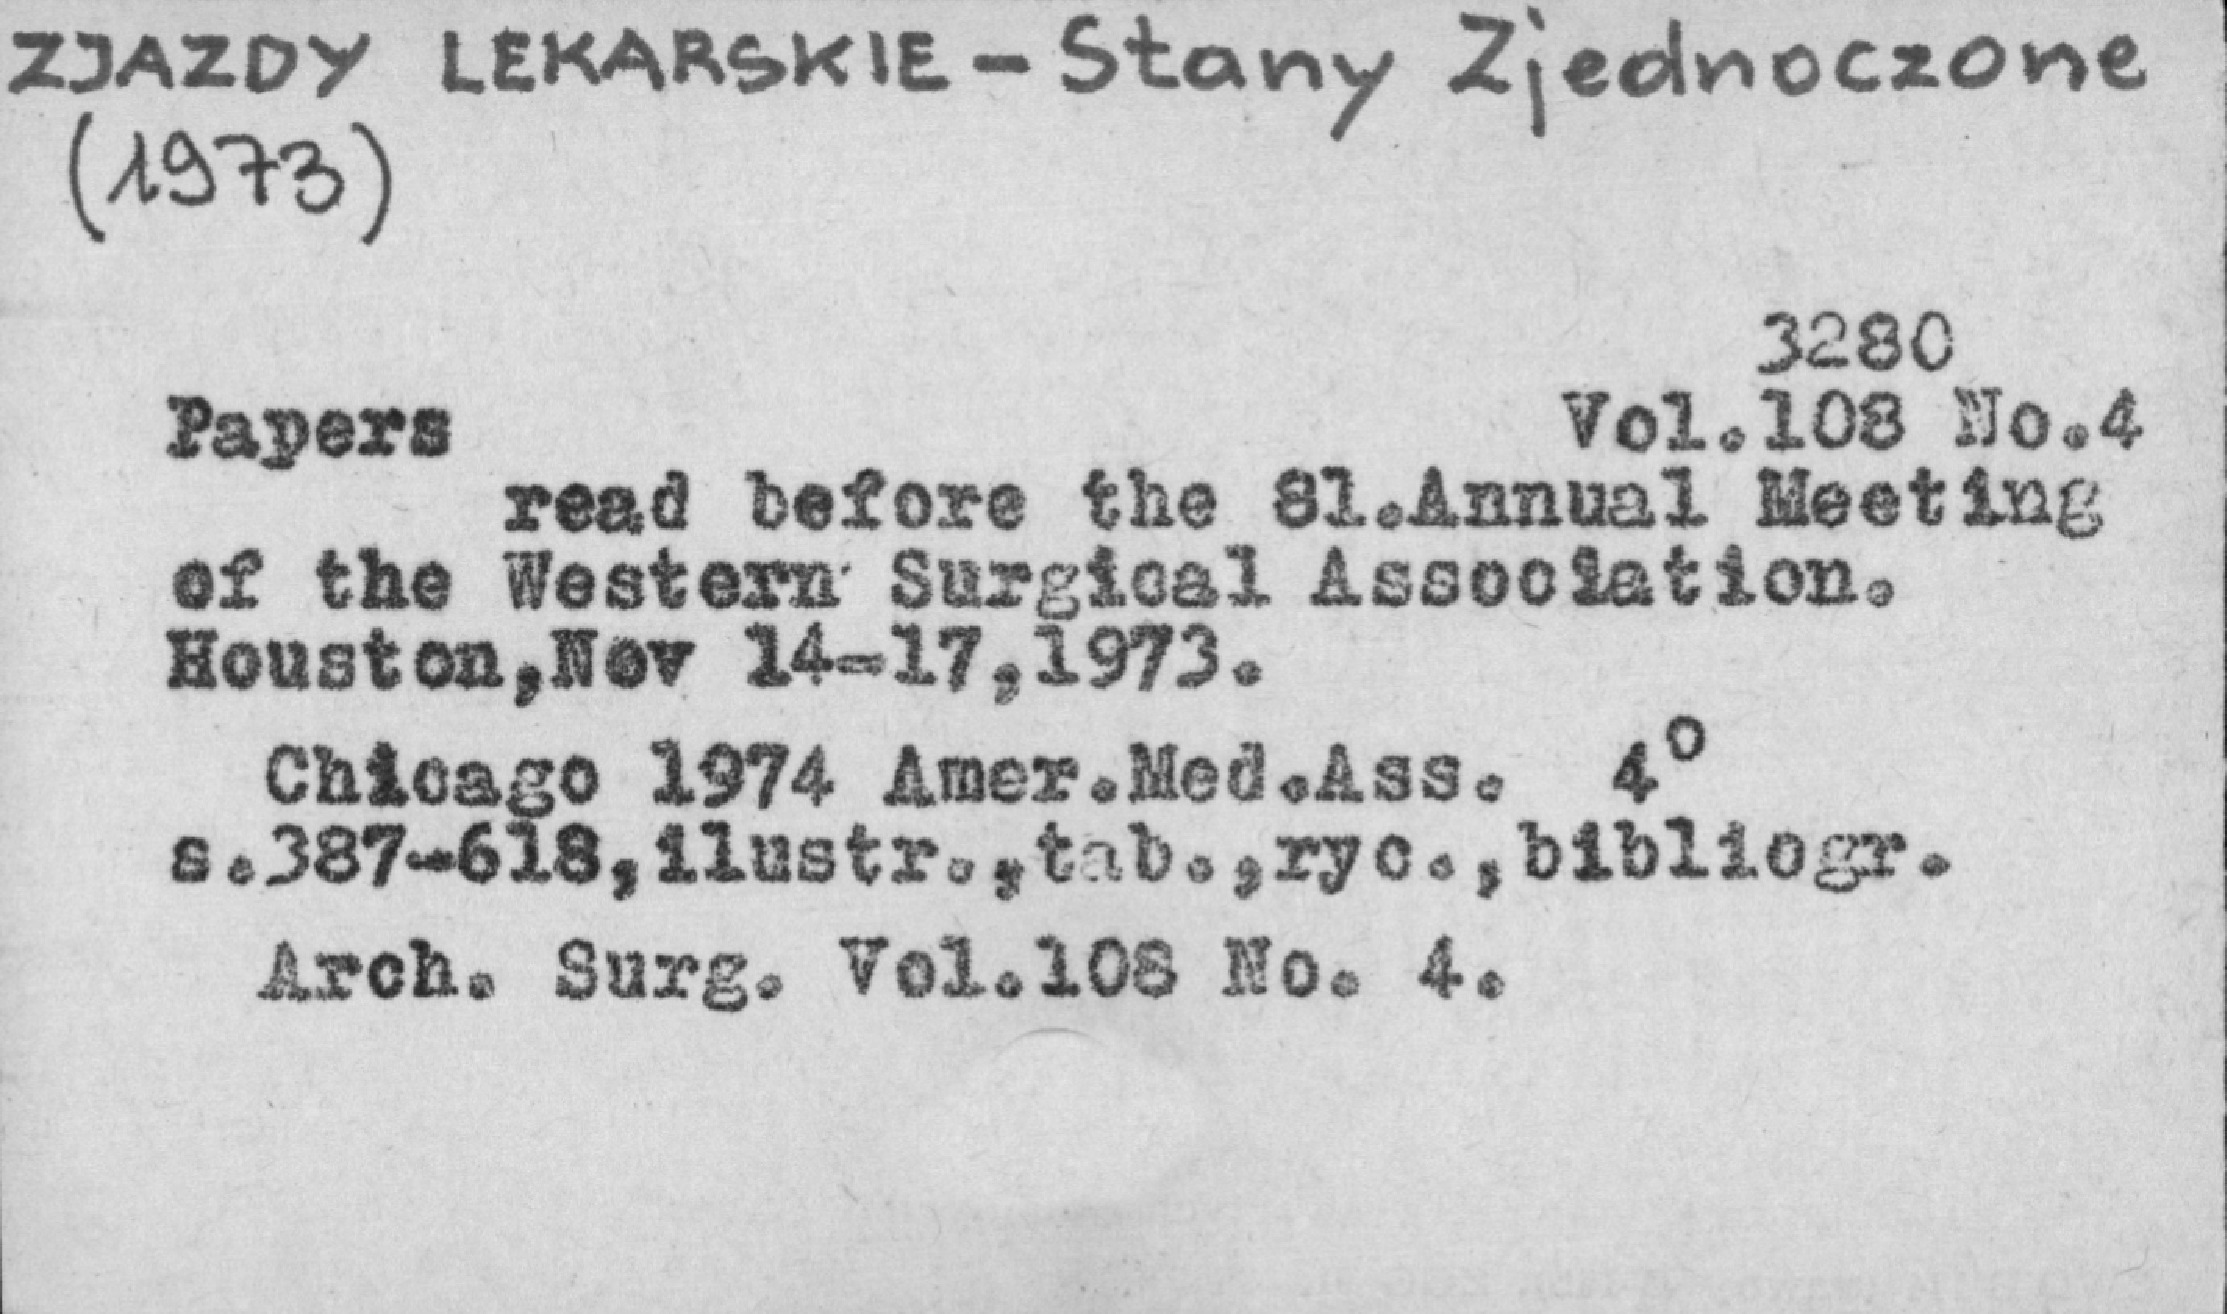 ZJAZDY LEKARSKIE - Stany Zjednoczone
(1973)
3280
Papers Vol.108 No.4
read before the 81.Annual Meeting
of the Western Surgical Association.
Houston,Nov 14-17,1973.
Chicago 1974 Amer.Med.Ass. 4°
s.387-618,ilustr.,tab.,ryc.,bibliogr.
Arch. Surg. Vol.108 No. 4.